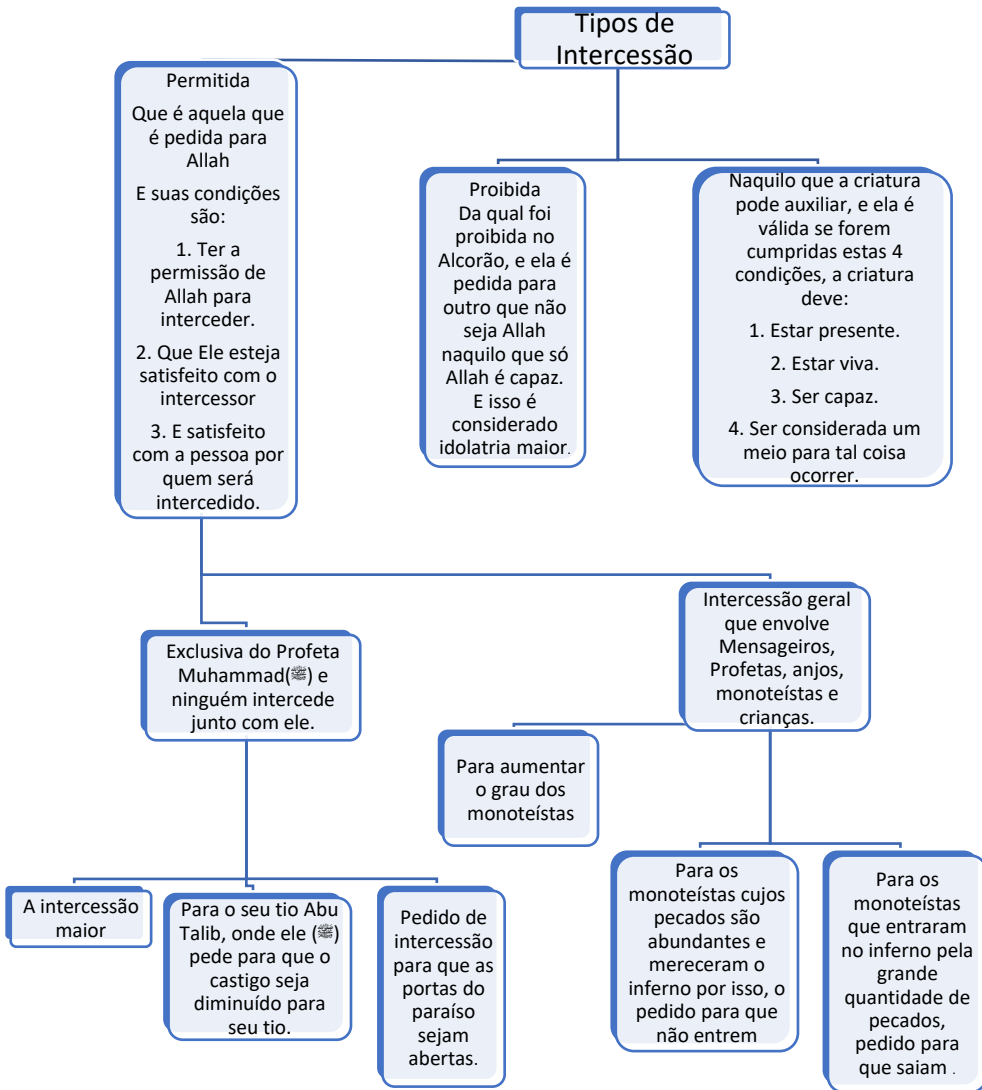 Tipos de
Intercessão
Permitida
Que é aquela que
é pedida para
Allah
E suas condições
são:
1. Ter a
permissão de
Allah para
interceder.
2. Que Ele esteja
satisfeito com o
intercessor
3. E satisfeito
com a pessoa por
quem será
intercedido.
Proibida
Da qual foi
proibida no
Alcorão, e ela é
pedida para
outro que não
seja Allah
naquilo que só
Allah é capaz.
E isso é
considerado
idolatria maior.
Naquilo que a criatura
pode auxiliar, e ela é
válida se forem
cumpridas estas 4
condições, a criatura
deve:
1. Estar presente.
2. Estar viva.
3. Ser capaz.
4. Ser considerada um
meio para tal coisa
ocorrer.
Exclusiva do Profeta
Muhammad(ﷺ) e
ninguém intercede
junto com ele.
Intercessão geral
que envolve
Mensageiros,
Profetas, anjos,
monoteístas e
crianças.
A intercessão
maior
Para o seu tio Abu
Talib, onde ele (ﷺ)
pede para que o
castigo seja
diminuído para
seu tio.
Pedido de
intercessão
para que as
portas do
paraíso
sejam
abertas.
Para aumentar
o grau dos
monoteístas
Para os
monoteístas cujos
pecados são
abundantes e
mereceram o
inferno por isso, o
pedido para que
não entrem
Para os
monoteístas
que entraram
no inferno pela
grande
quantidade de
pecados,
pedido para
que saiam .